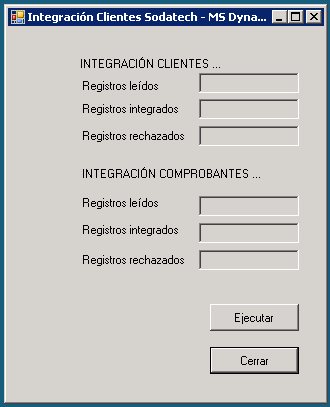 Integración Clientes Sodatech - MS Dyna...
INTEGRACIÓN CLIENTES ...
Registros leídos
Registros integrados
Registros rechazados
INTEGRACIÓN COMPROBANTES ...
Registros leídos
Registros integrados
Registros rechazados
Ejecutar
Cerrar